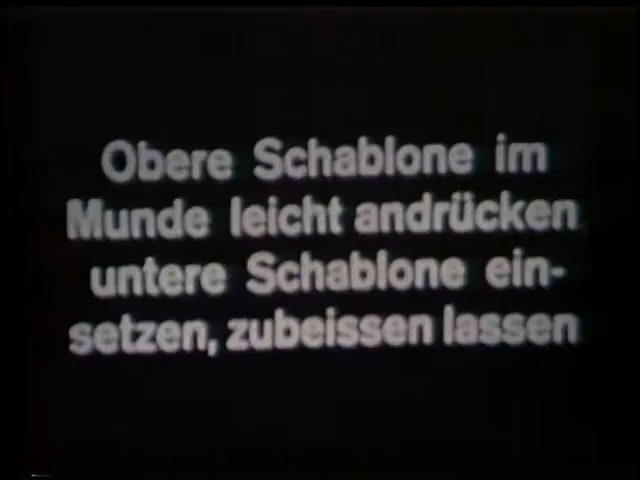 Obere Schablone im
Munde leicht andrücken
untere Schablone ein-
setzen, zubeissen lassen